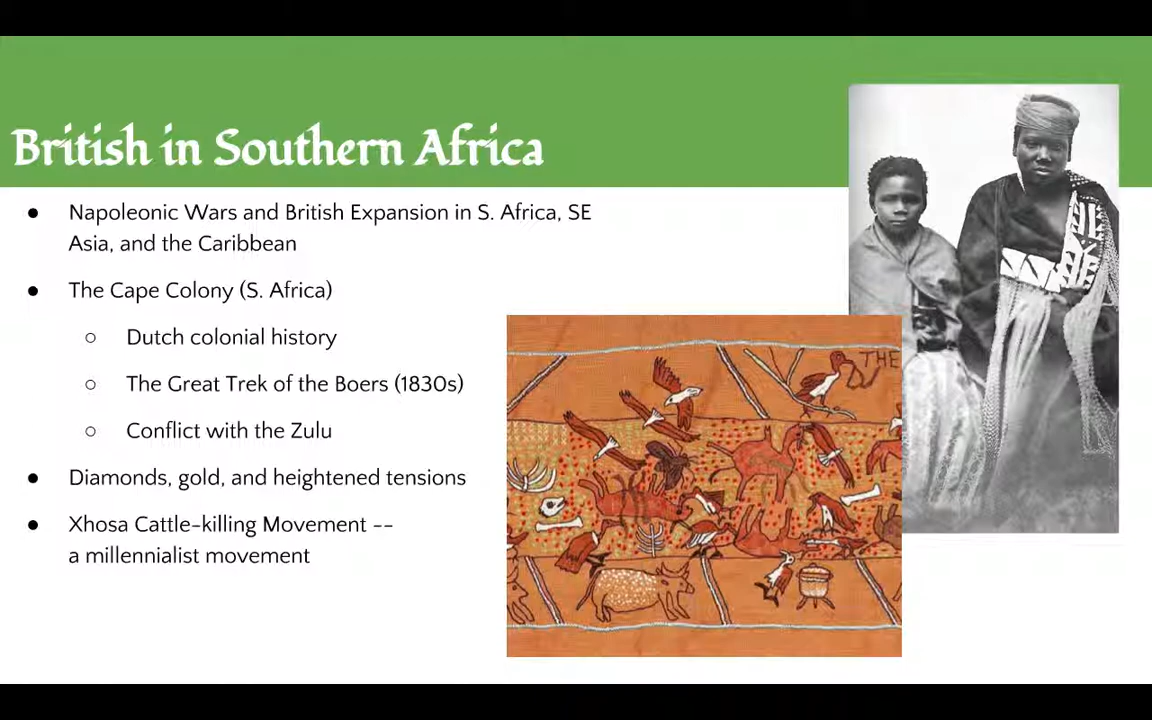 British in Southern Africa
● Napoleonic Wars and British Expansion in S. Africa, SE
Asia, and the Caribbean
● The Cape Colony (S. Africa)
○ Dutch colonial history
○ The Great Trek of the Boers (1830s)
○ Conflict with the Zulu
● Diamonds, gold, and heightened tensions
● Xhosa Cattle-killing Movement --
a millennialist movement
THE